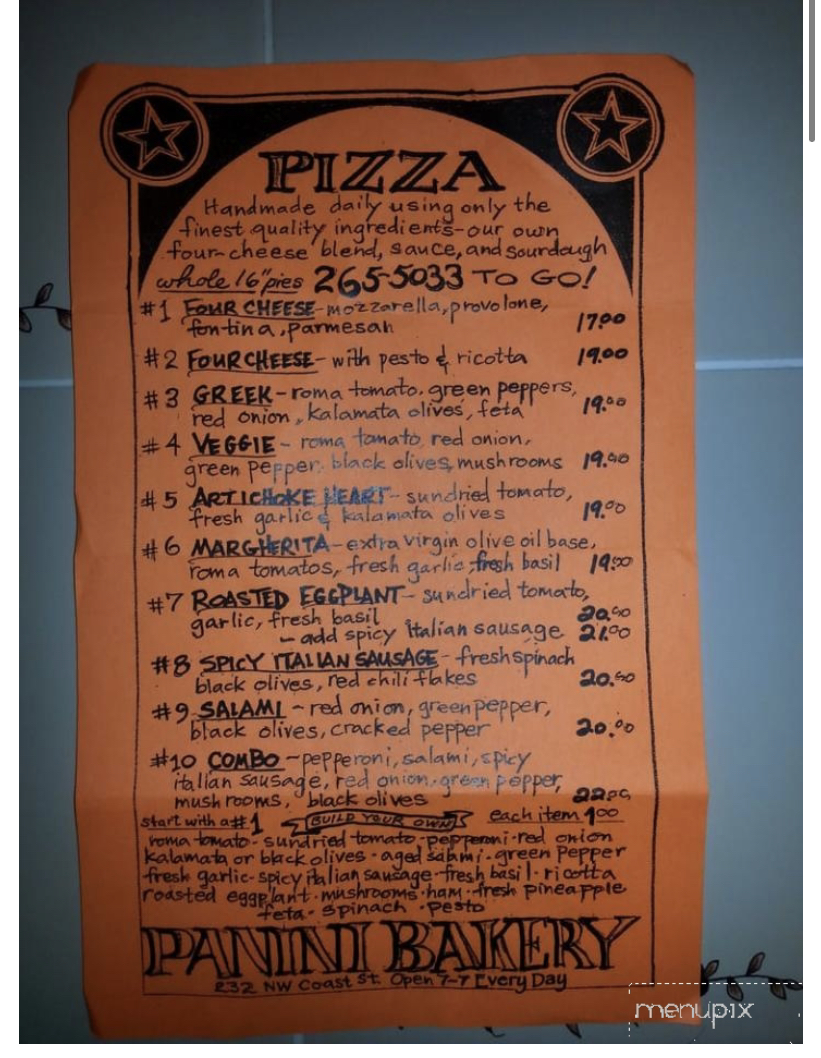 PIZZA
Handmade daily using only the
finest quality ingredients-our own
four-cheese blend, sauce, and sourdough
whole 16" pies 265-5033 TO GO!
#1 FOUR CHEESE-mozzarella, provolone,
fontina, parmesan 17.00
#2 FOUR CHEESE- with pesto & ricotta 19.00
#3 GREEK-roma tomato, green peppers,
red onion, kalamata olives, feta 19.00
#4 VEGGIE- roma tomato, red onion,
green pepper, black olives, mushrooms 19.00
#5 ARTICHOKE HEART- sundried tomato,
fresh garlic & kalamata olives 19.00
#6 MARGHERITA-extra virgin olive oil base,
roma tomatos, fresh garlic, fresh basil 19.00
#7 ROASTED EGGPLANT- sundried tomato,
garlic, fresh basil 20.00
- add spicy italian sausage 21.00
#8 SPICY ITALIAN SAUSAGE-fresh spinach
black olives, red chili flakes 20.00
#9 SALAMI - red onion, green pepper,
black olives, cracked pepper 20.00
#10 COMBO-pepperoni, salami, spicy
italian sausage, red onion, green pepper,
mushrooms, black olives 22.00
start with a #1 BUILD YOUR OWN each item 1.00
roma tomato · sundried tomato · pepperoni · red onion
kalamata or black olives · aged salami · green pepper
fresh garlic · spicy italian sausage · fresh basil · ricotta
roasted eggplant · mushrooms · ham · fresh pineapple
feta · spinach · pesto
PANINI BAKERY
232 NW Coast St. Open 7-7 Every Day
menupix